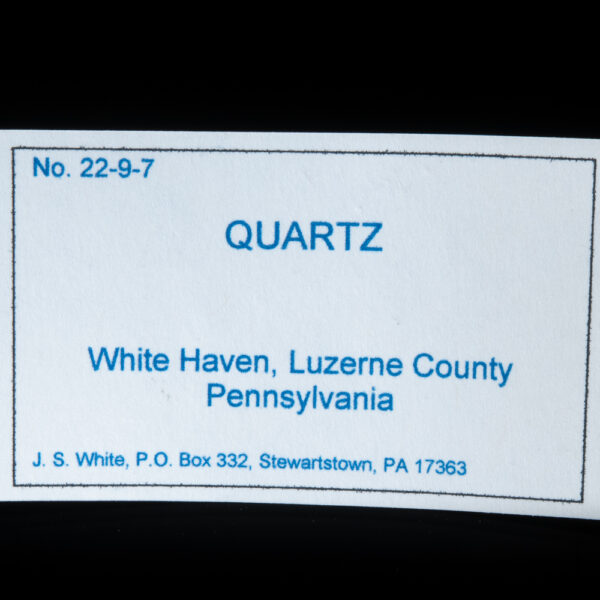 No. 22-9-7
QUARTZ
White Haven, Luzerne County
Pennsylvania
J. S. White, P.O. Box 332, Stewartstown, PA 17363